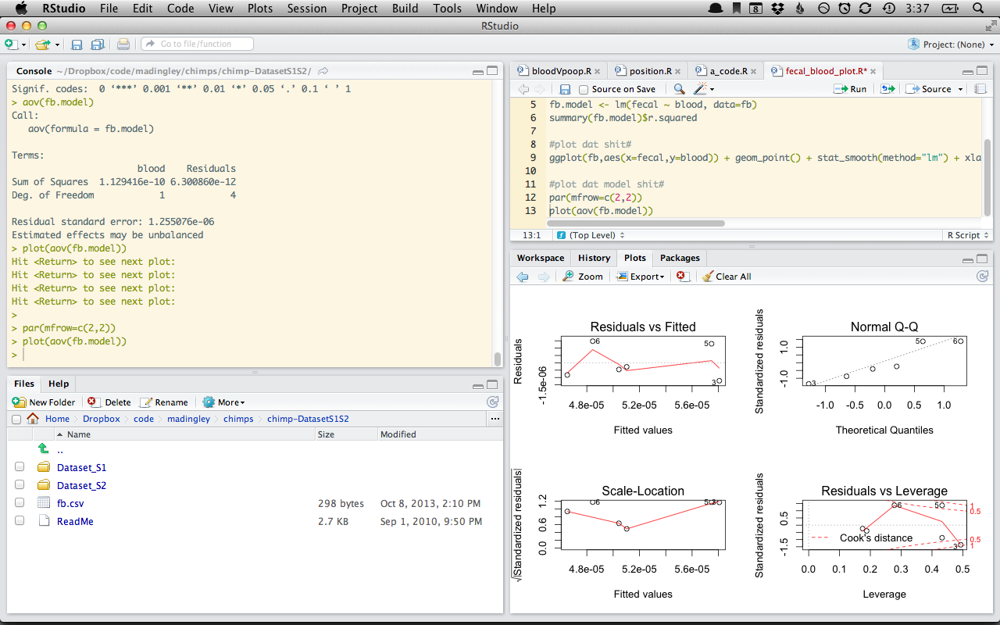 RStudio File Edit Code View Plots Session Project Build Tools Window Help 8 3:37
RStudio
Go to file/function
Project: (None)
Console ~/Dropbox/code/madingley/chimps/chimp-DatasetS1S2/
Signif. codes:  0 ‘***’ 0.001 ‘**’ 0.01 ‘*’ 0.05 ‘.’ 0.1 ‘ ’ 1
> aov(fb.model)
Call:
   aov(formula = fb.model)
Terms:
                       blood    Residuals
Sum of Squares  1.129416e-10 6.300860e-12
Deg. of Freedom            1            4
Residual standard error: 1.255076e-06
Estimated effects may be unbalanced
> plot(aov(fb.model))
Hit <Return> to see next plot:
Hit <Return> to see next plot:
Hit <Return> to see next plot:
Hit <Return> to see next plot:
>
> par(mfrow=c(2,2))
> plot(aov(fb.model))
>
Files Help
New Folder Delete Rename More
Home Dropbox code madingley chimps chimp-DatasetS1S2 ...
Name Size Modified
..
Dataset_S1
Dataset_S2
fb.csv 298 bytes Oct 8, 2013, 2:10 PM
ReadMe 2.7 KB Sep 1, 2010, 9:50 PM
bloodVpoop.R position.R a_code.R fecal_blood_plot.R*
Source on Save Run Source
5 fb.model <- lm(fecal ~ blood, data=fb)
6 summary(fb.model)$r.squared
7
8 #plot dat shit#
9 ggplot(fb,aes(x=fecal,y=blood)) + geom_point() + stat_smooth(method="lm") + xla
10
11 #plot dat model shit#
12 par(mfrow=c(2,2))
13 plot(aov(fb.model))
13:1 (Top Level) R Script
Workspace History Plots Packages
Zoom Export Clear All
Residuals vs Fitted
Residuals
-1.5e-06
6 5 3
4.8e-05 5.2e-05 5.6e-05
Fitted values
Normal Q-Q
Standardized residuals
-1.0 1.0
3 5 6
-1.0 0.0 0.5 1.0
Theoretical Quantiles
Scale-Location
√|Standardized residuals|
0.0 0.6 1.2
6 5 3
4.8e-05 5.2e-05 5.6e-05
Fitted values
Residuals vs Leverage
Standardized residuals
-1.5 0.5
6 5 3
1
0.5
0.5
1
Cook's distance
0.0 0.1 0.2 0.3 0.4 0.5
Leverage